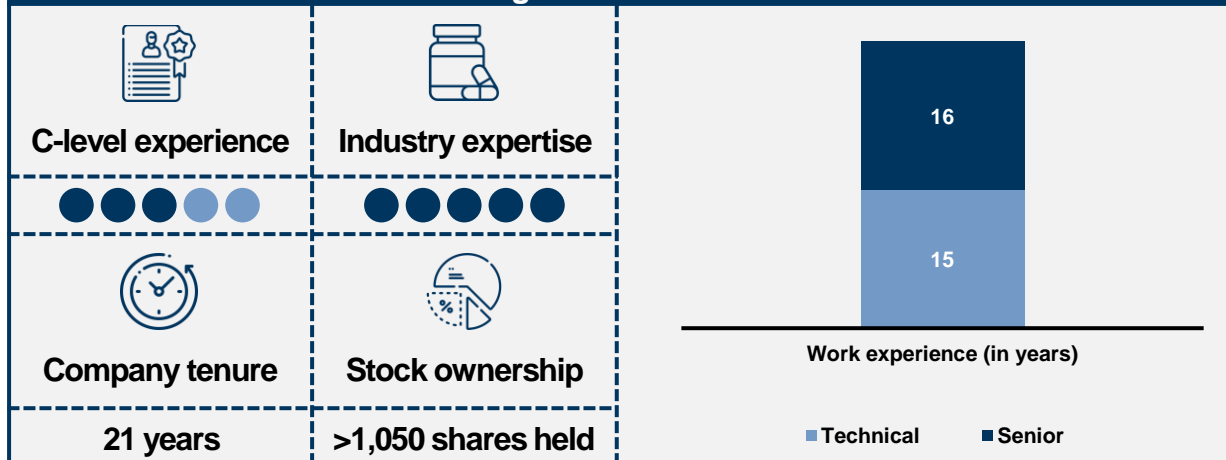 C-level experience
Industry expertise
Company tenure
Stock ownership
%
21 years
>1,050 shares held
16
15
Work experience (in years)
Technical
Senior